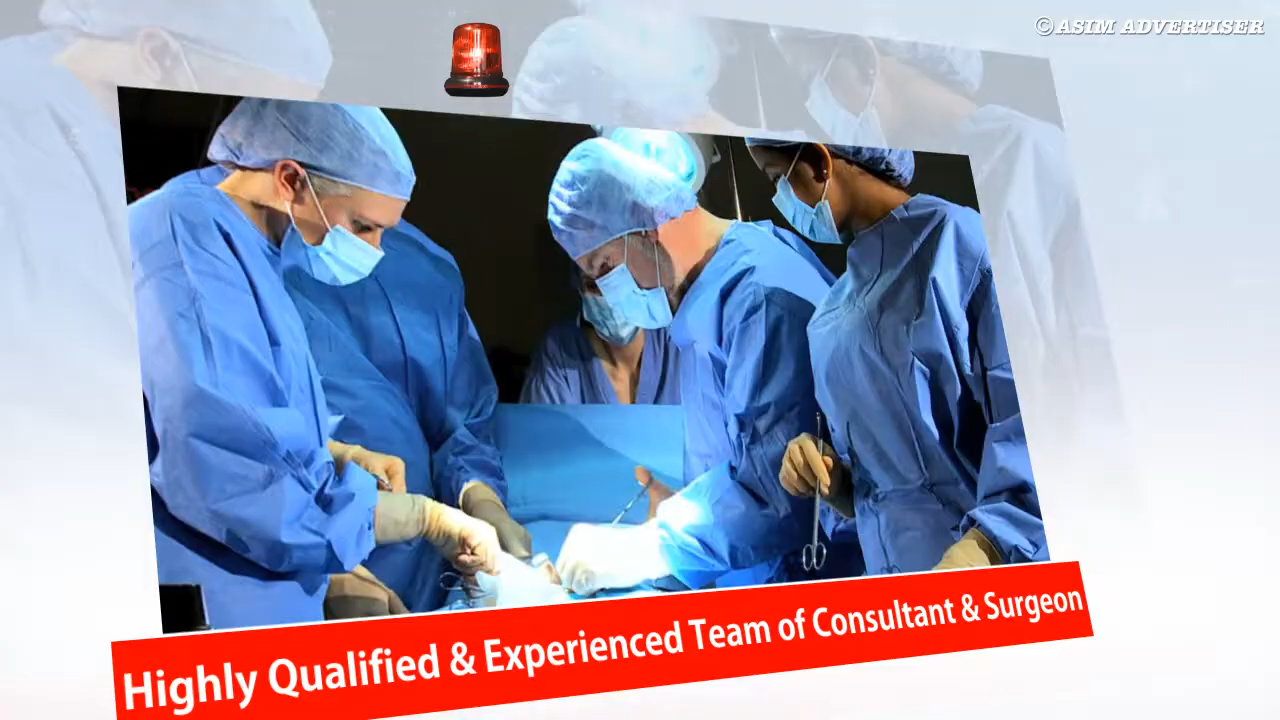 ©ASIM ADVERTISER
Highly Qualified & Experienced Team of Consultant & Surgeon